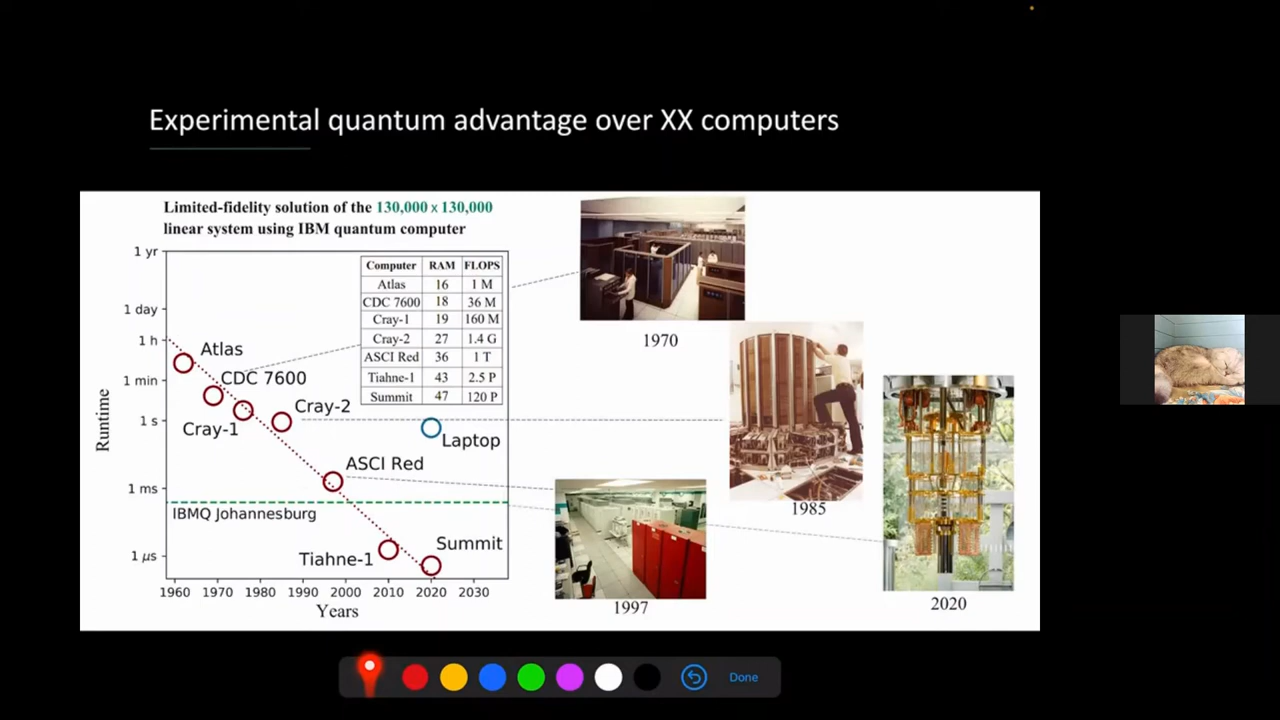 Experimental quantum advantage over XX computers
Limited-fidelity solution of the 130,000 x 130,000
linear system using IBM quantum computer
1 yr
1 day
1 h
1 min
1 s
1 ms
1 μs
Runtime
Computer RAM FLOPS
Atlas 16 1 M
CDC 7600 18 36 M
Cray-1 19 160 M
Cray-2 27 1.4 G
ASCI Red 36 1 T
Tiahne-1 43 2.5 P
Summit 47 120 P
Atlas
CDC 7600
Cray-1
Cray-2
Laptop
ASCI Red
IBMQ Johannesburg
Tiahne-1
Summit
1960 1970 1980 1990 2000 2010 2020 2030
Years
1970
1985
1997
2020
Done